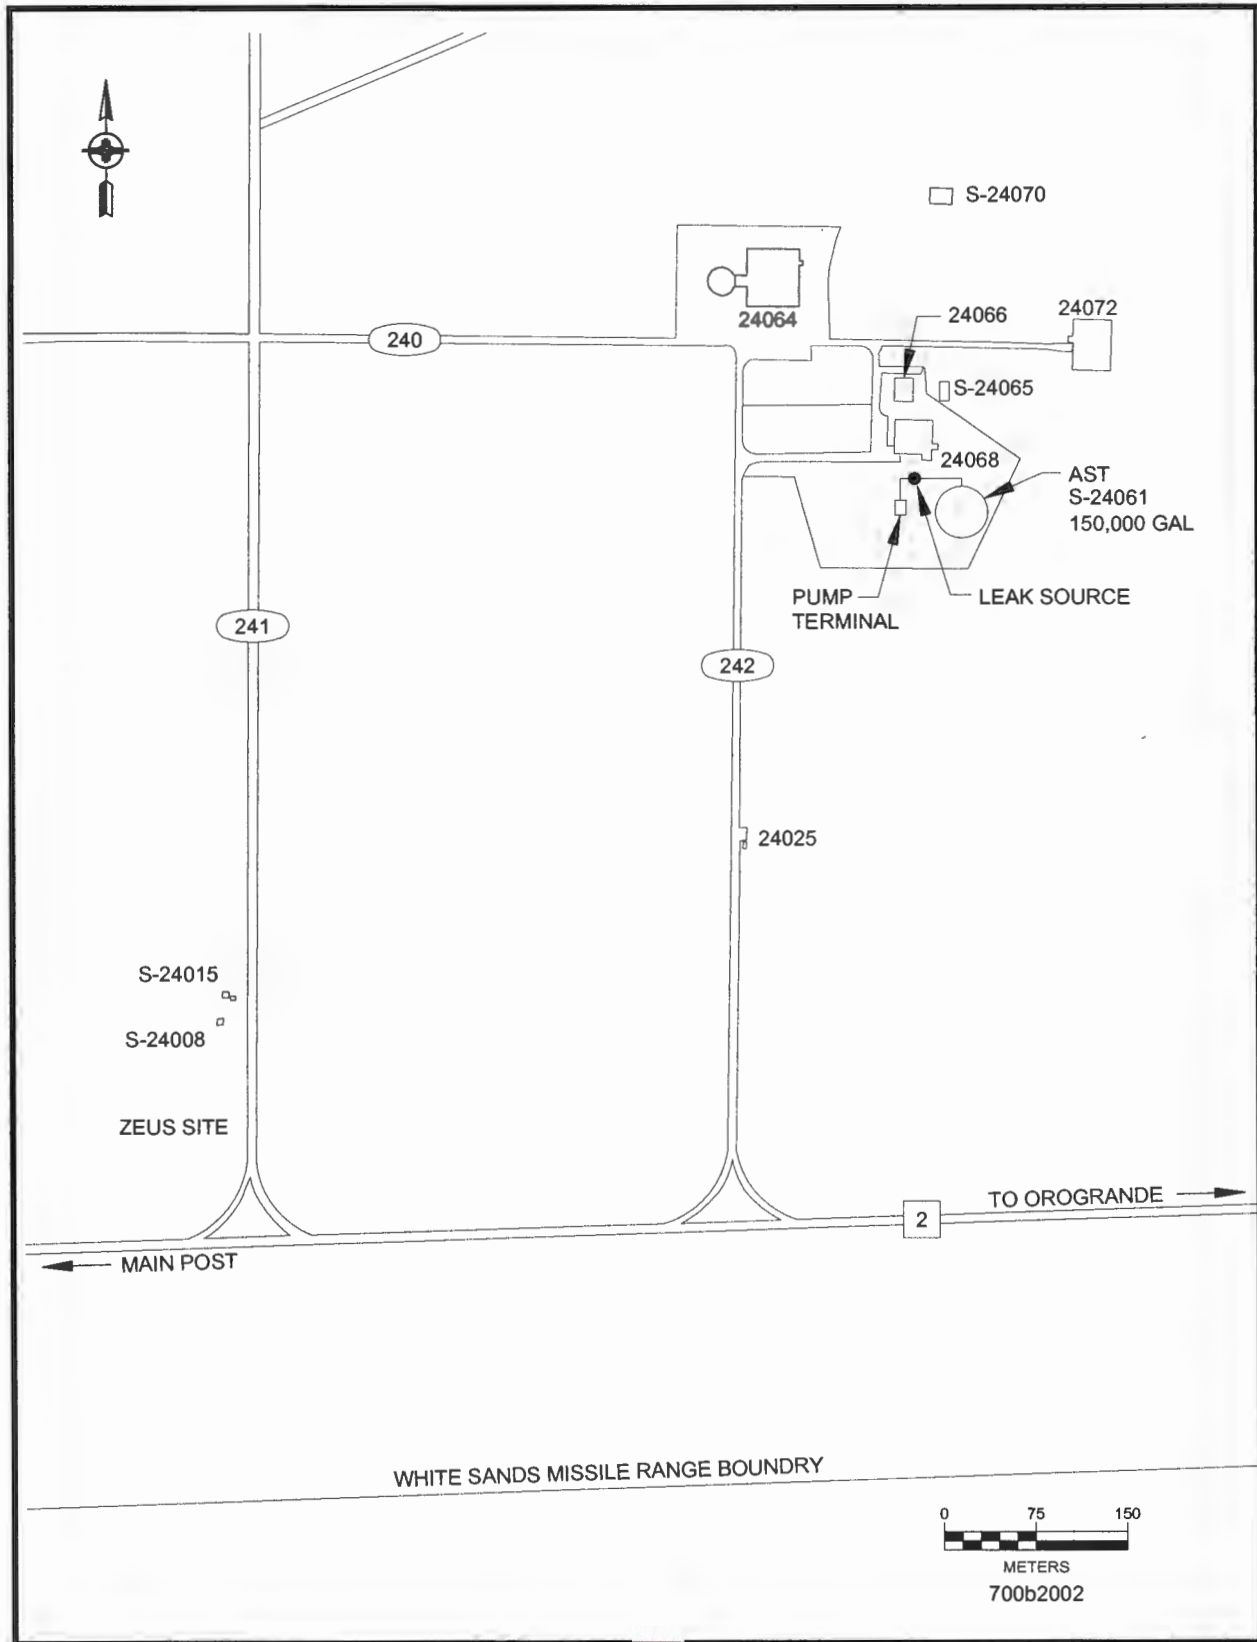 S-24070
24066
24072
24064
240
S-24065
24068
AST
S-24061
150,000 GAL
PUMP
TERMINAL
LEAK SOURCE
241
242
24025
S-24015
S-24008
ZEUS SITE
TO OROGRANDE
2
MAIN POST
WHITE SANDS MISSILE RANGE BOUNDRY
0 75 150
METERS
700b2002